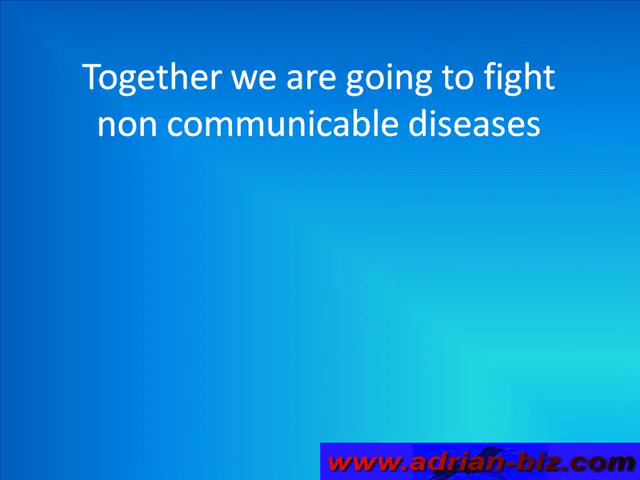 Together we are going to fight
non communicable diseases
www.adrian-biz.com